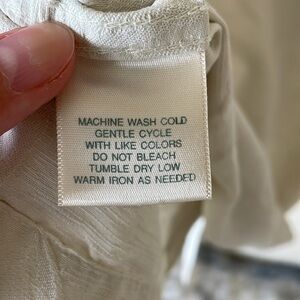 MACHINE WASH COLD
GENTLE CYCLE
WITH LIKE COLORS
DO NOT BLEACH
TUMBLE DRY LOW
WARM IRON AS NEEDED